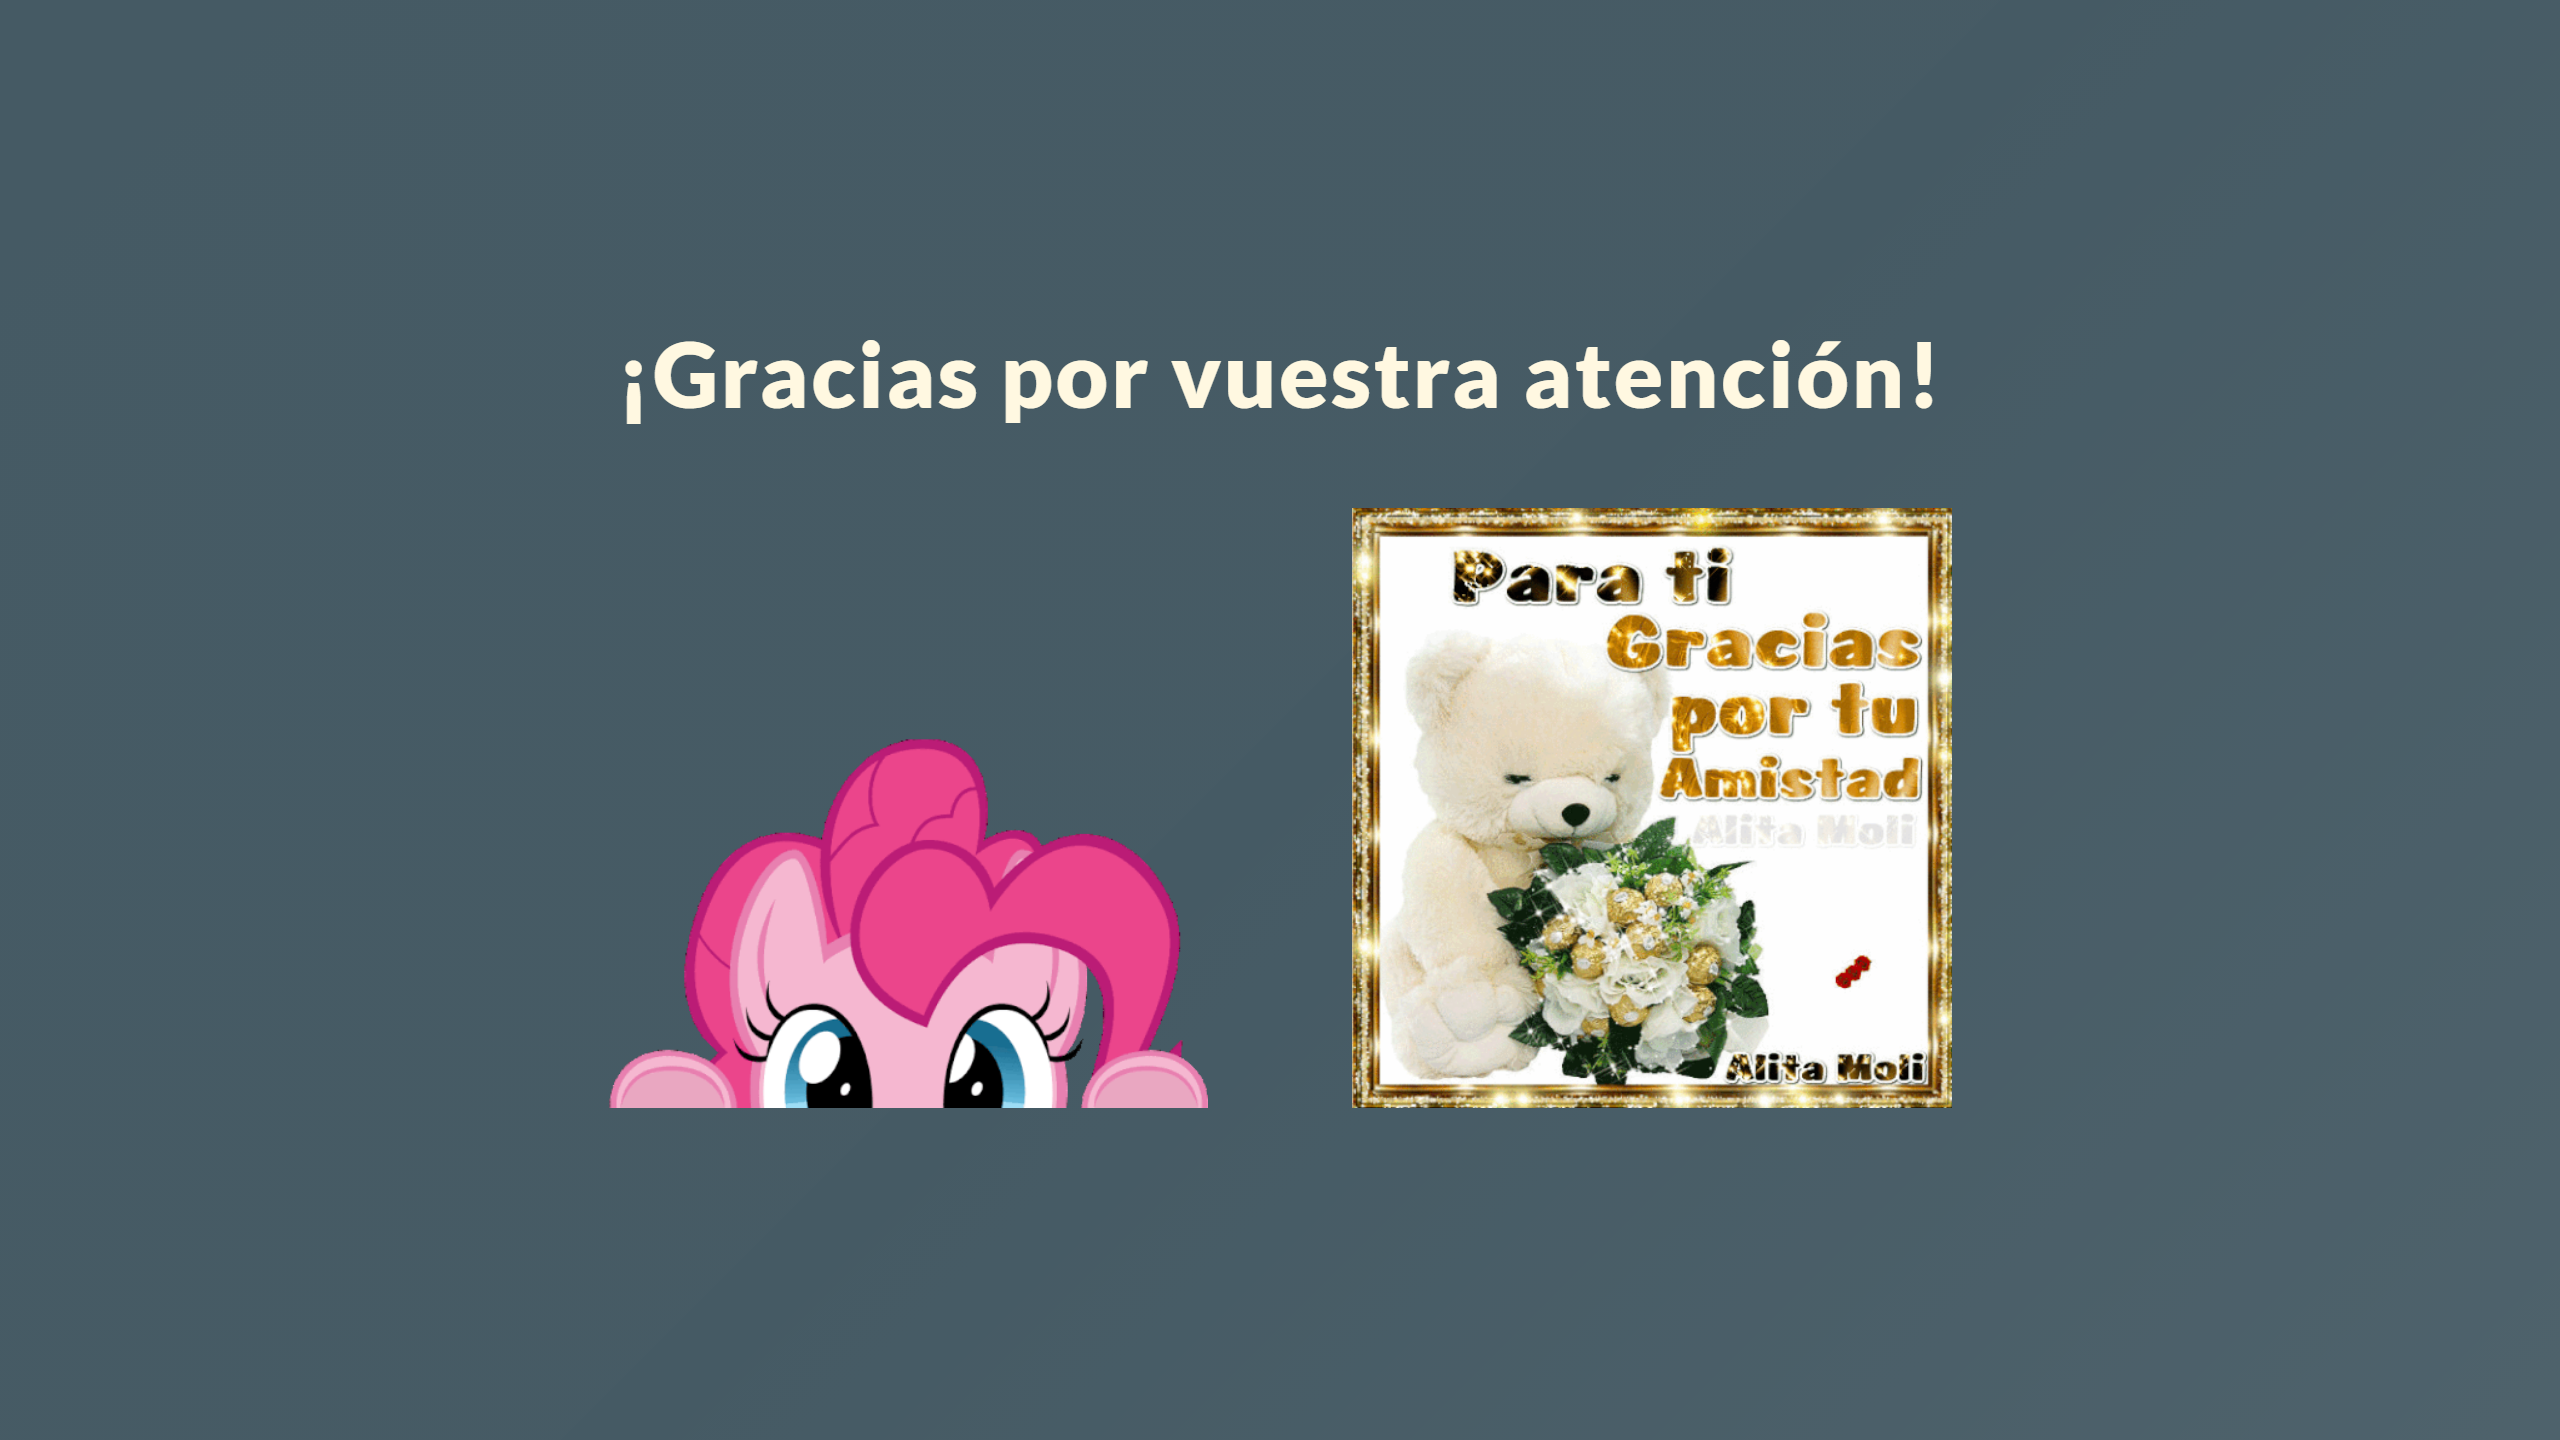 ¡Gracias por vuestra atención!
Para ti
Gracias
por tu
Amistad
Alita Moli
Alita Moli